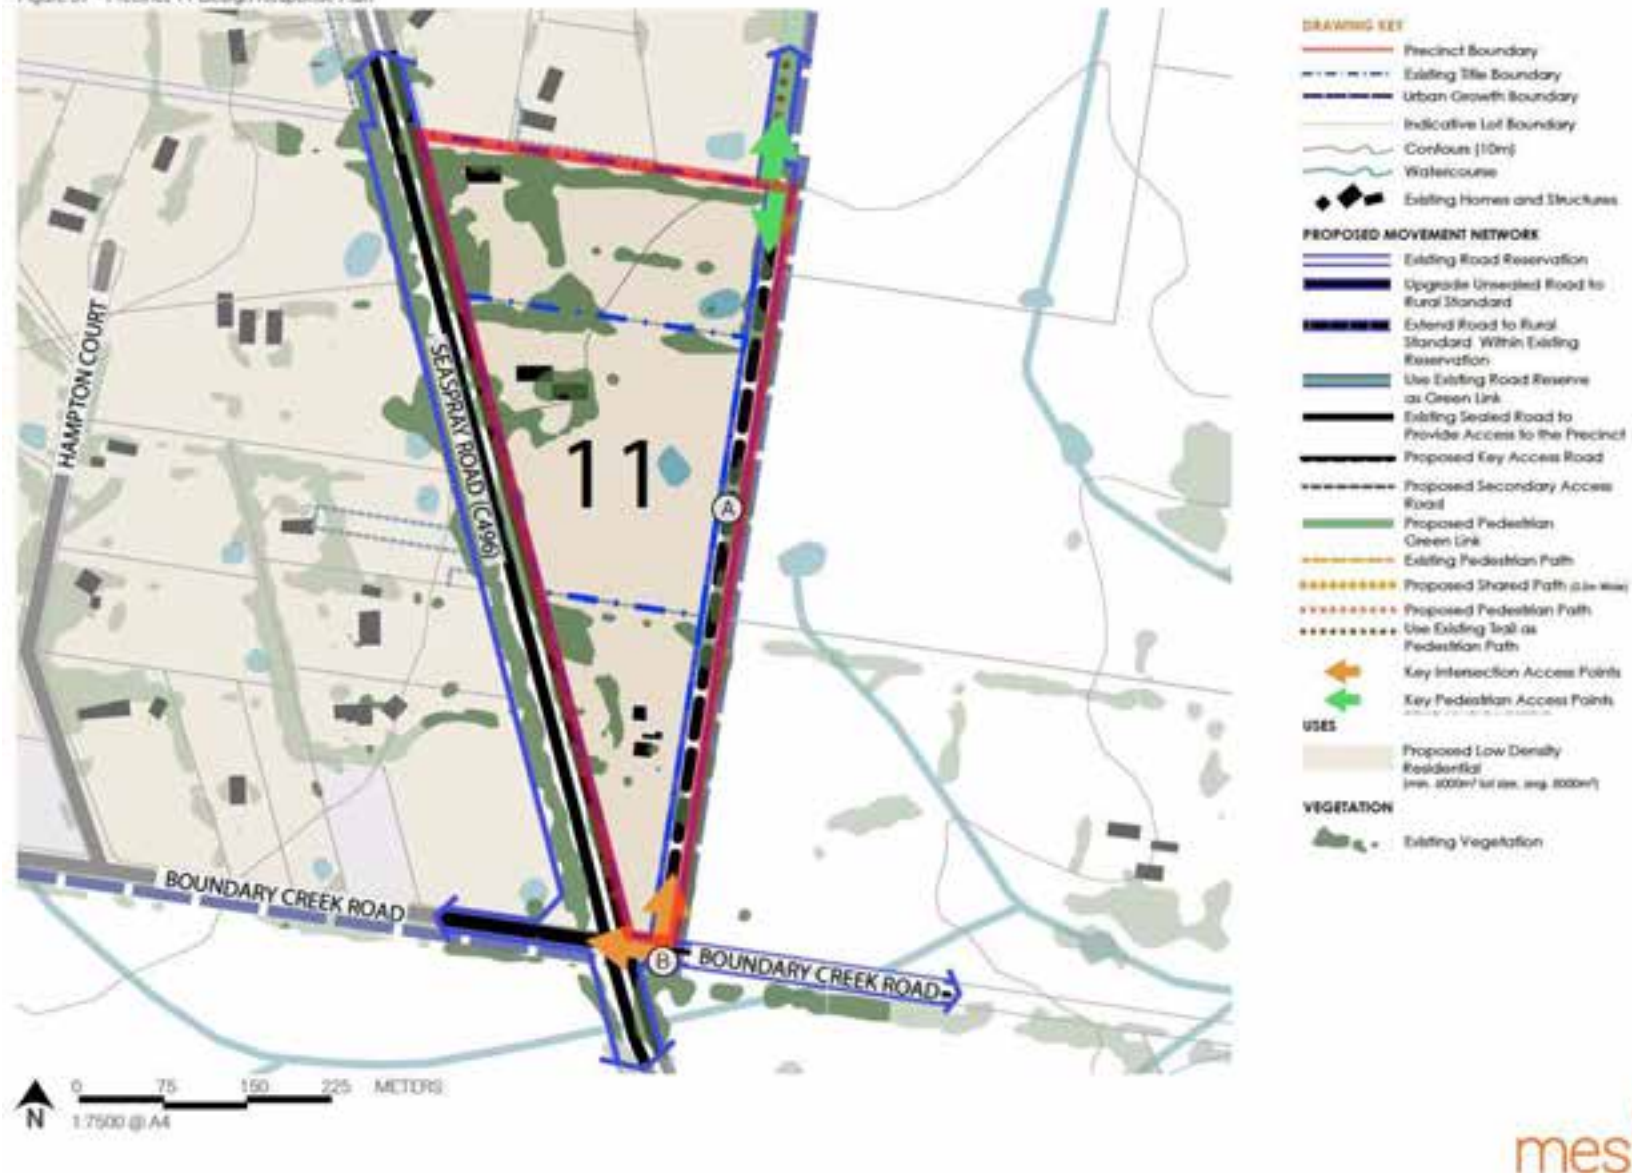 HAMPTON COURT
SEASPRAY ROAD (C496)
11
A
BOUNDARY CREEK ROAD
B
BOUNDARY CREEK ROAD
N
0 75 150 225 METERS
1:7500 @ A4
DRAWING KEY
Precinct Boundary
Existing Title Boundary
Urban Growth Boundary
Indicative Lot Boundary
Contours (10m)
Watercourse
Existing Homes and Structures
PROPOSED MOVEMENT NETWORK
Existing Road Reservation
Upgrade Unsealed Road to
Rural Standard
Extend Road to Rural
Standard Within Existing
Reservation
Use Existing Road Reserve
as Green Link
Existing Sealed Road to
Provide Access to the Precinct
Proposed Key Access Road
Proposed Secondary Access
Road
Proposed Pedestrian
Green Link
Existing Pedestrian Path
Proposed Shared Path
Proposed Pedestrian Path
Use Existing Trail as
Pedestrian Path
Key Intersection Access Points
Key Pedestrian Access Points
USES
Proposed Low Density
Residential
VEGETATION
Existing Vegetation
mes